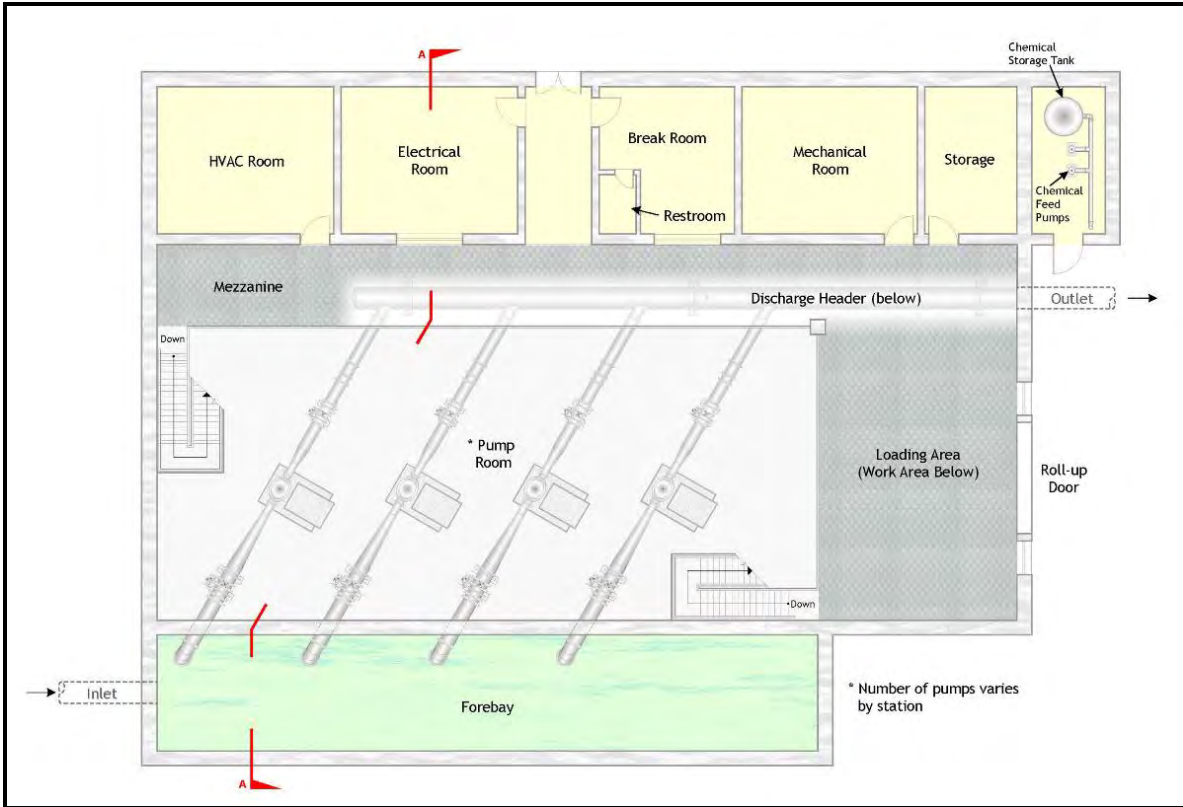 Chemical
Storage Tank
A
HVAC Room
Electrical
Room
Break Room
Mechanical
Room
Storage
Restroom
Chemical
Feed
Pumps
Mezzanine
Discharge Header (below)
Outlet
Down
* Pump
Room
Loading Area
(Work Area Below)
Roll-up
Door
Down
Inlet
Forebay
* Number of pumps varies
by station
A